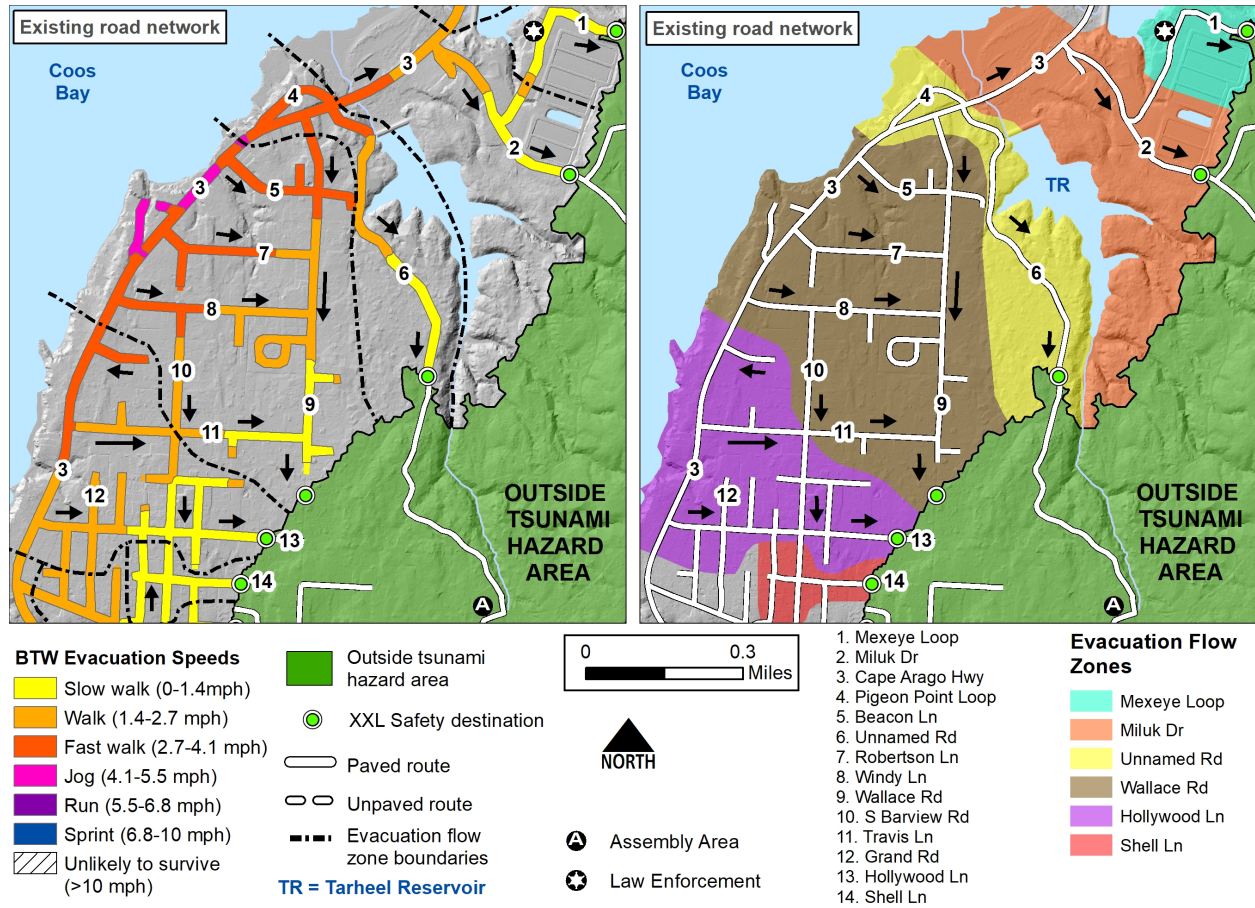 Existing road network
Coos
Bay
1
3
4
2
3
5
7
6
8
10
9
11
3
12
13
14
OUTSIDE
TSUNAMI
HAZARD
AREA
A
Existing road network
Coos
Bay
1
3
4
2
TR
3
5
7
6
8
10
9
11
3
12
13
14
OUTSIDE
TSUNAMI
HAZARD
AREA
A
BTW Evacuation Speeds
Slow walk (0-1.4mph)
Walk (1.4-2.7 mph)
Fast walk (2.7-4.1 mph)
Jog (4.1-5.5 mph)
Run (5.5-6.8 mph)
Sprint (6.8-10 mph)
Unlikely to survive
(>10 mph)
Outside tsunami
hazard area
XXL Safety destination
Paved route
Unpaved route
Evacuation flow
zone boundaries
TR = Tarheel Reservoir
0 0.3
Miles
NORTH
A Assembly Area
Law Enforcement
1. Mexeye Loop
2. Miluk Dr
3. Cape Arago Hwy
4. Pigeon Point Loop
5. Beacon Ln
6. Unnamed Rd
7. Robertson Ln
8. Windy Ln
9. Wallace Rd
10. S Barview Rd
11. Travis Ln
12. Grand Rd
13. Hollywood Ln
14. Shell Ln
Evacuation Flow
Zones
Mexeye Loop
Miluk Dr
Unnamed Rd
Wallace Rd
Hollywood Ln
Shell Ln